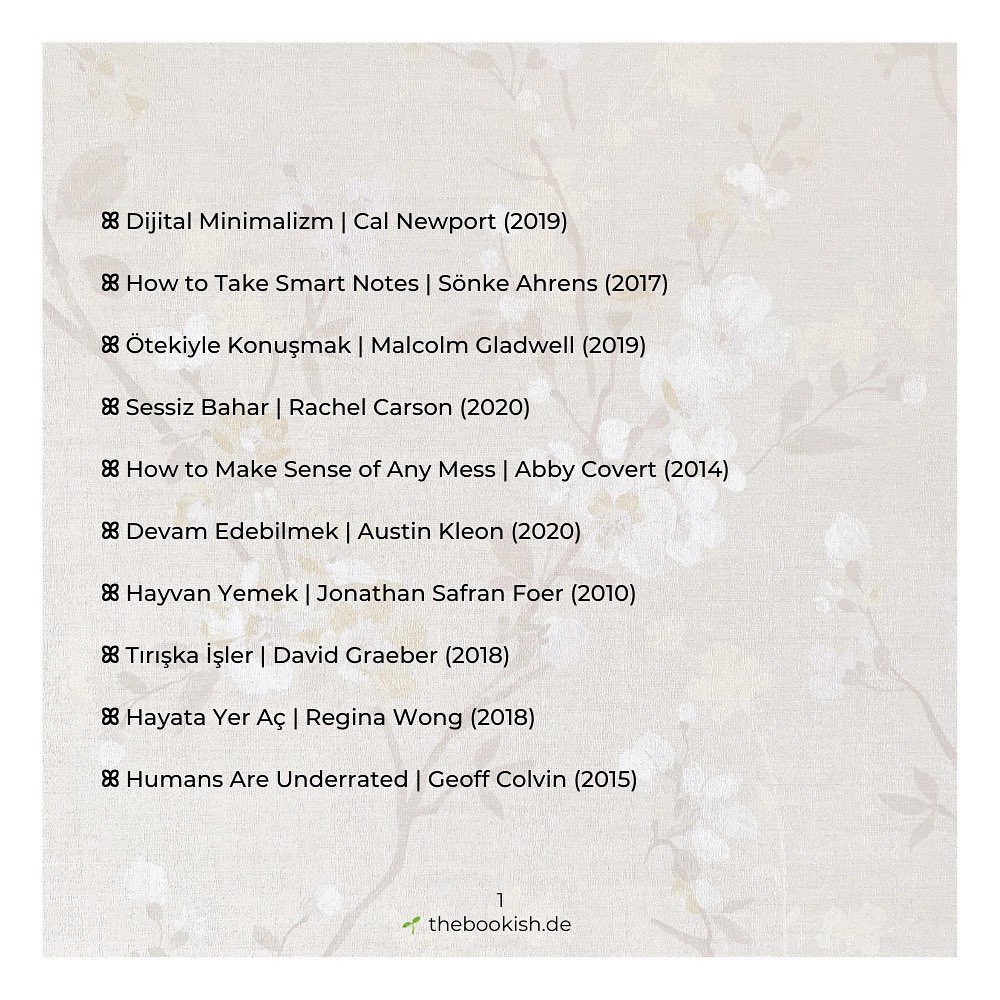 Dijital Minimalizm | Cal Newport (2019)
How to Take Smart Notes | Sönke Ahrens (2017)
Ötekiyle Konuşmak | Malcolm Gladwell (2019)
Sessiz Bahar | Rachel Carson (2020)
How to Make Sense of Any Mess | Abby Covert (2014)
Devam Edebilmek | Austin Kleon (2020)
Hayvan Yemek | Jonathan Safran Foer (2010)
Tırışka İşler | David Graeber (2018)
Hayata Yer Aç | Regina Wong (2018)
Humans Are Underrated | Geoff Colvin (2015)
1
thebookish.de